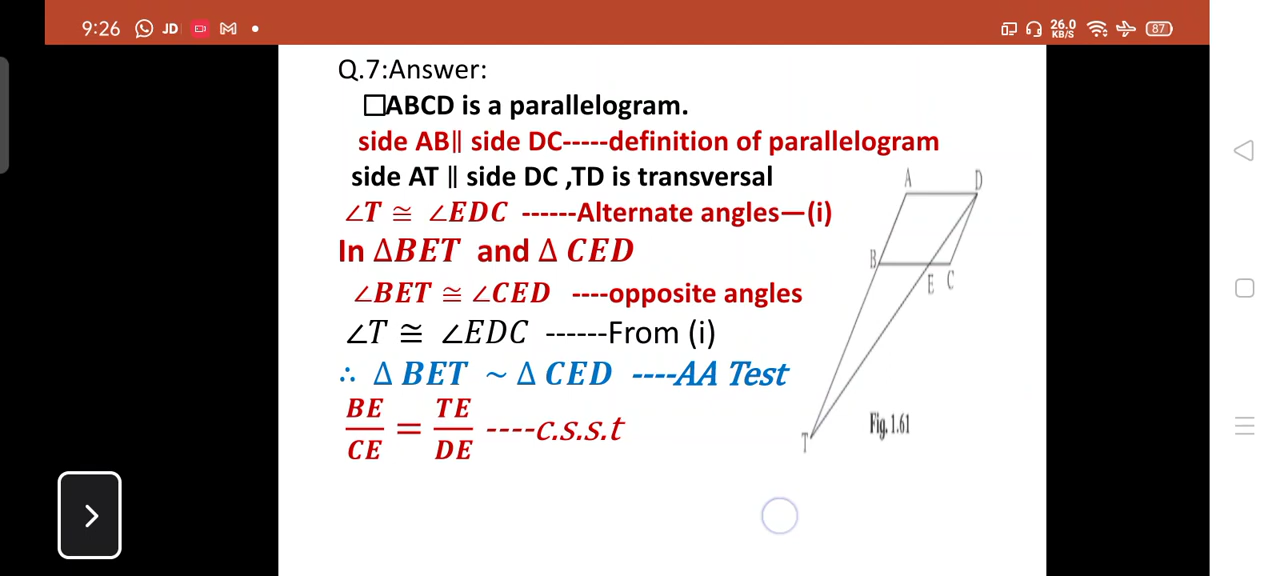 9:26 JD 26.0 KB/S 87
Q.7:Answer:
□ABCD is a parallelogram.
side AB∥ side DC-----definition of parallelogram
side AT ∥ side DC ,TD is transversal
∠T ≅ ∠EDC ------Alternate angles—(i)
In ΔBET and Δ CED
∠BET ≅ ∠CED ----opposite angles
∠T ≅ ∠EDC ------From (i)
∴ Δ BET ~ Δ CED ----AA Test
BE/CE = TE/DE ----c.s.s.t
A D
B
E C
T
Fig. 1.61